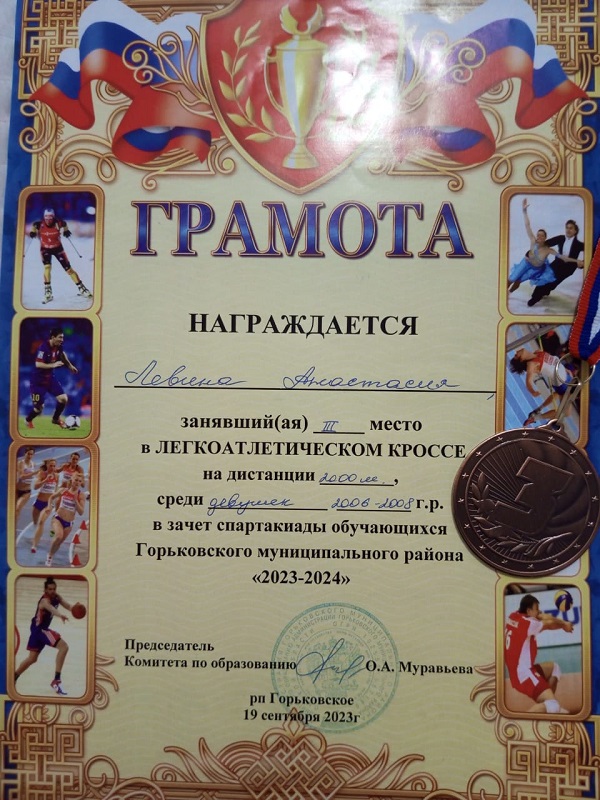 ГРАМОТА
НАГРАЖДАЕТСЯ
Левина Анастасия,
занявший(ая) III место
в ЛЕГКОАТЛЕТИЧЕСКОМ КРОССЕ
на дистанции 2000 м.,
среди девушек 2006-2008 г.р.
в зачет спартакиады обучающихся
Горьковского муниципального района
«2023-2024»
Председатель
Комитета по образованию О.А. Муравьева
рп Горьковское
19 сентября 2023г